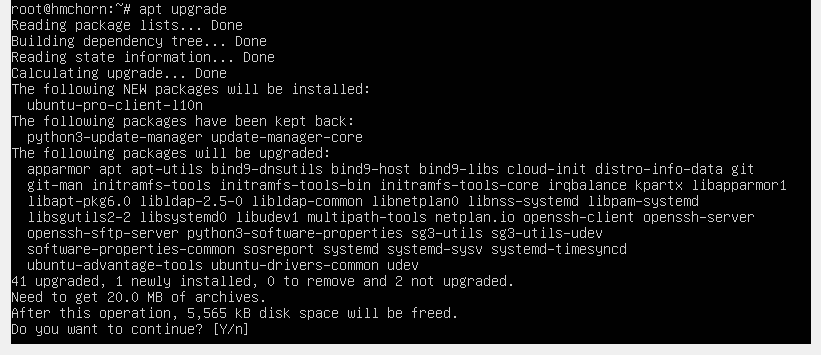 root@hmchorn:~# apt upgrade
Reading package lists... Done
Building dependency tree... Done
Reading state information... Done
Calculating upgrade... Done
The following NEW packages will be installed:
  ubuntu-pro-client-l10n
The following packages have been kept back:
  python3-update-manager update-manager-core
The following packages will be upgraded:
  apparmor apt apt-utils bind9-dnsutils bind9-host bind9-libs cloud-init distro-info-data git
  git-man initramfs-tools initramfs-tools-bin initramfs-tools-core irqbalance kpartx libapparmor1
  libapt-pkg6.0 libldap-2.5-0 libldap-common libnetplan0 libnss-systemd libpam-systemd
  libsgutils2-2 libsystemd0 libudev1 multipath-tools netplan.io openssh-client openssh-server
  openssh-sftp-server python3-software-properties sg3-utils sg3-utils-udev
  software-properties-common sosreport systemd systemd-sysv systemd-timesyncd
  ubuntu-advantage-tools ubuntu-drivers-common udev
41 upgraded, 1 newly installed, 0 to remove and 2 not upgraded.
Need to get 20.0 MB of archives.
After this operation, 5,565 kB disk space will be freed.
Do you want to continue? [Y/n]